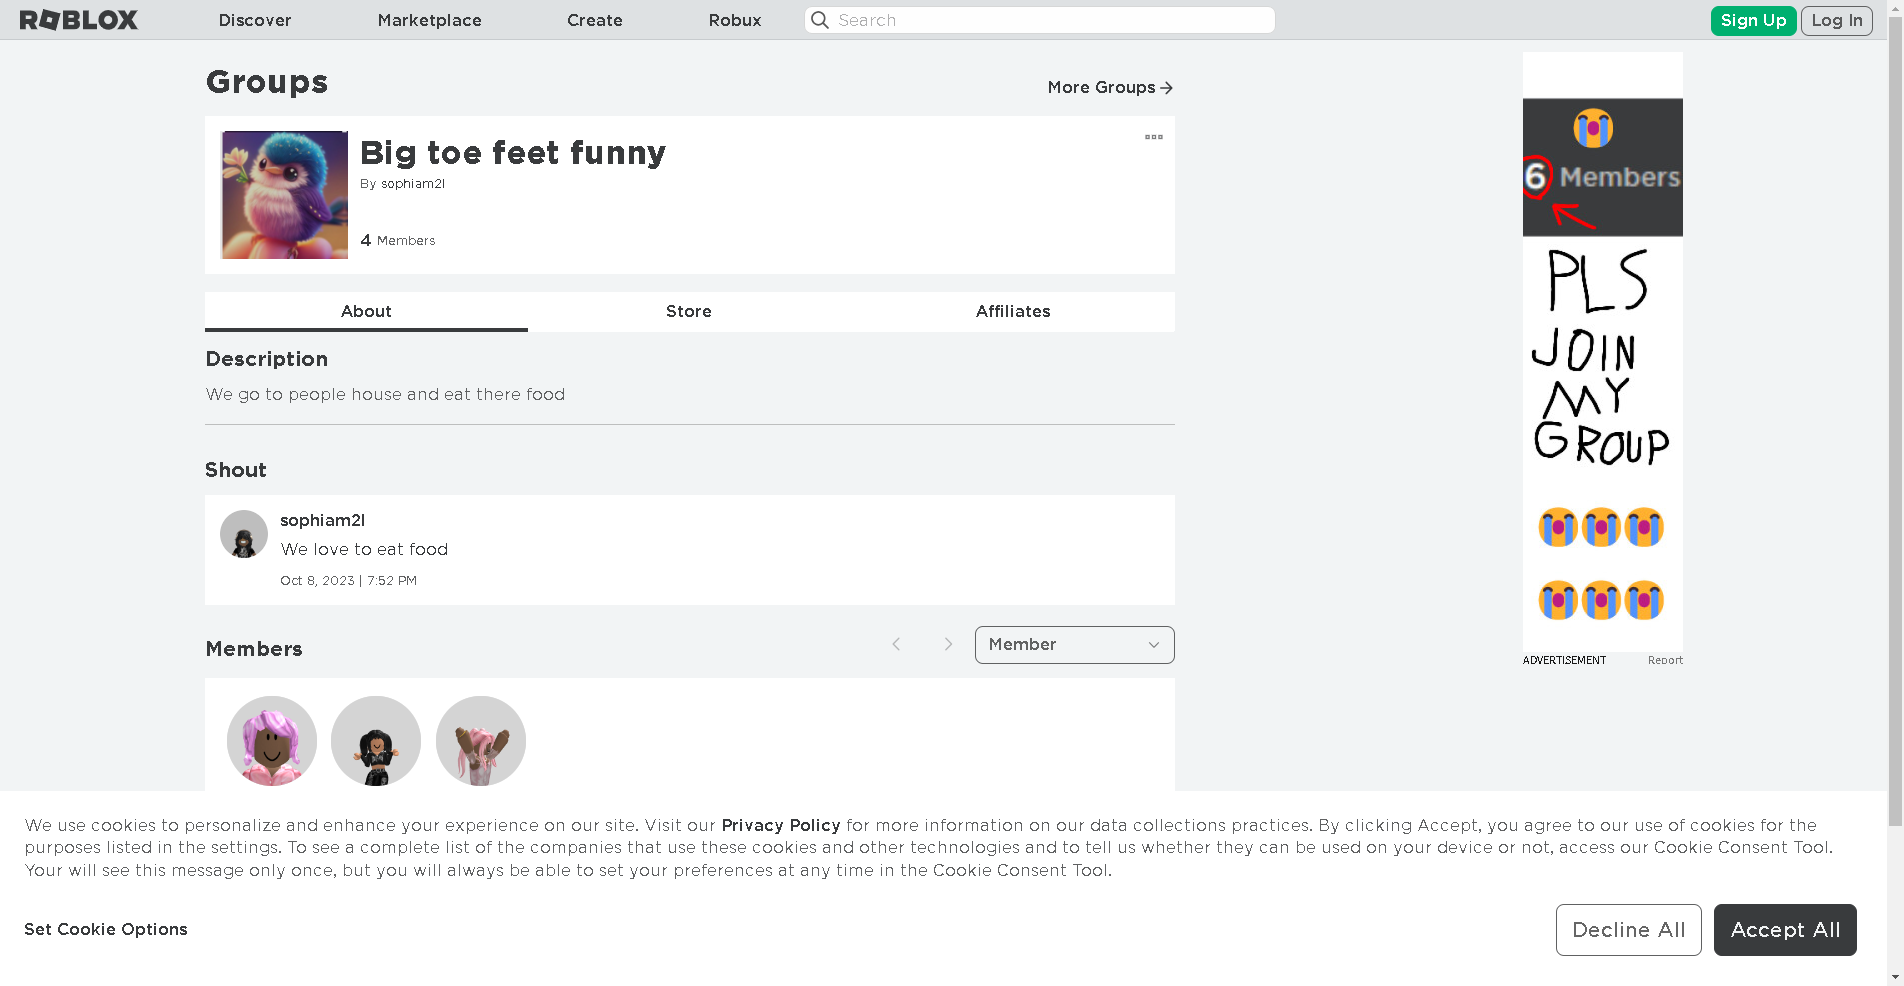 ROBLOX
Discover
Marketplace
Create
Robux
Search
Sign Up
Log In
Groups
More Groups
Big toe feet funny
By sophiam2l
4 Members
About
Store
Affiliates
Description
We go to people house and eat there food
Shout
sophiam2l
We love to eat food
Oct 8, 2023 | 7:52 PM
Members
Member
6 Members
PLS
JOIN
MY
GROUP
ADVERTISEMENT
Report
We use cookies to personalize and enhance your experience on our site. Visit our Privacy Policy for more information on our data collections practices. By clicking Accept, you agree to our use of cookies for the
purposes listed in the settings. To see a complete list of the companies that use these cookies and other technologies and to tell us whether they can be used on your device or not, access our Cookie Consent Tool.
Your will see this message only once, but you will always be able to set your preferences at any time in the Cookie Consent Tool.
Set Cookie Options
Decline All
Accept All